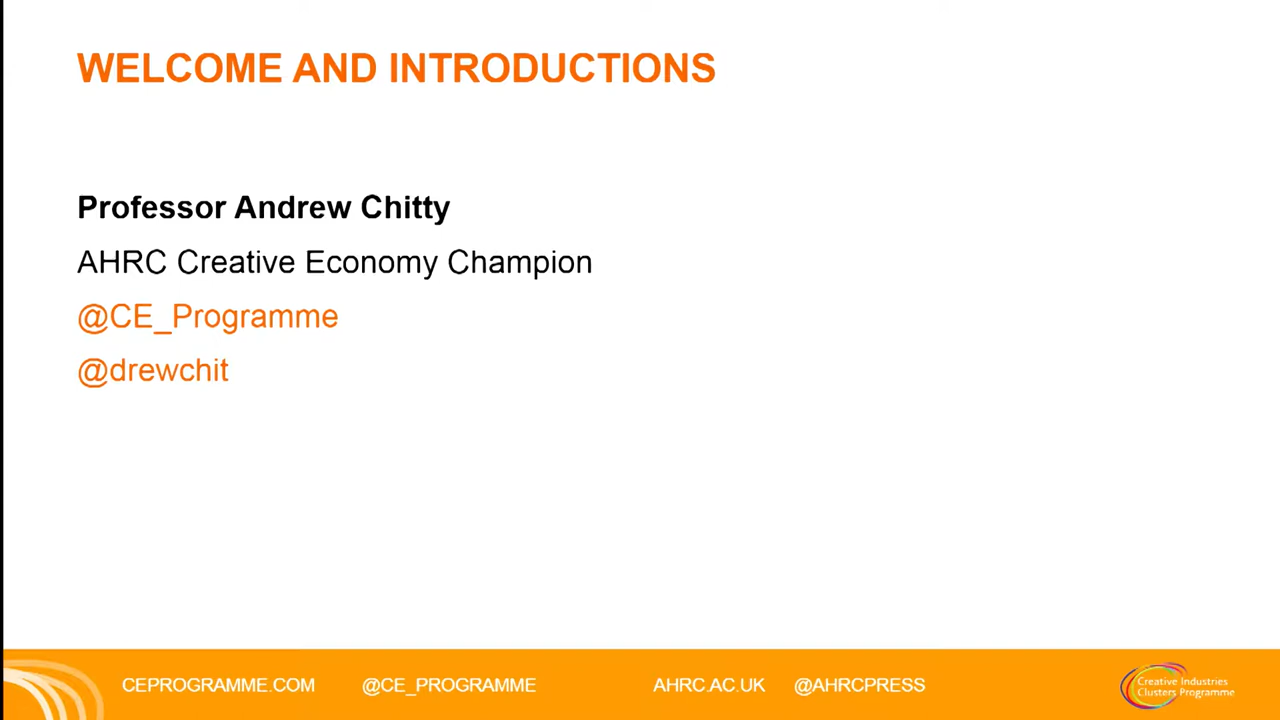 WELCOME AND INTRODUCTIONS
Professor Andrew Chitty
AHRC Creative Economy Champion
@CE_Programme
@drewchit
CEPROGRAMME.COM @CE_PROGRAMME AHRC.AC.UK @AHRCPRESS
Creative Industries
Clusters Programme